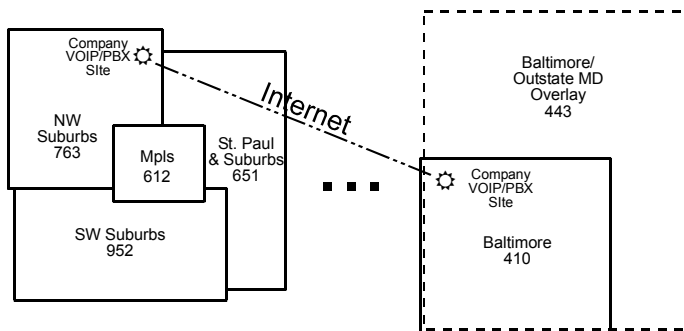 Company
VOIP/PBX
SIte
Internet
NW
Suburbs
763
Mpls
612
St. Paul
& Suburbs
651
SW Suburbs
952
Baltimore/
Outstate MD
Overlay
443
Company
VOIP/PBX
SIte
Baltimore
410